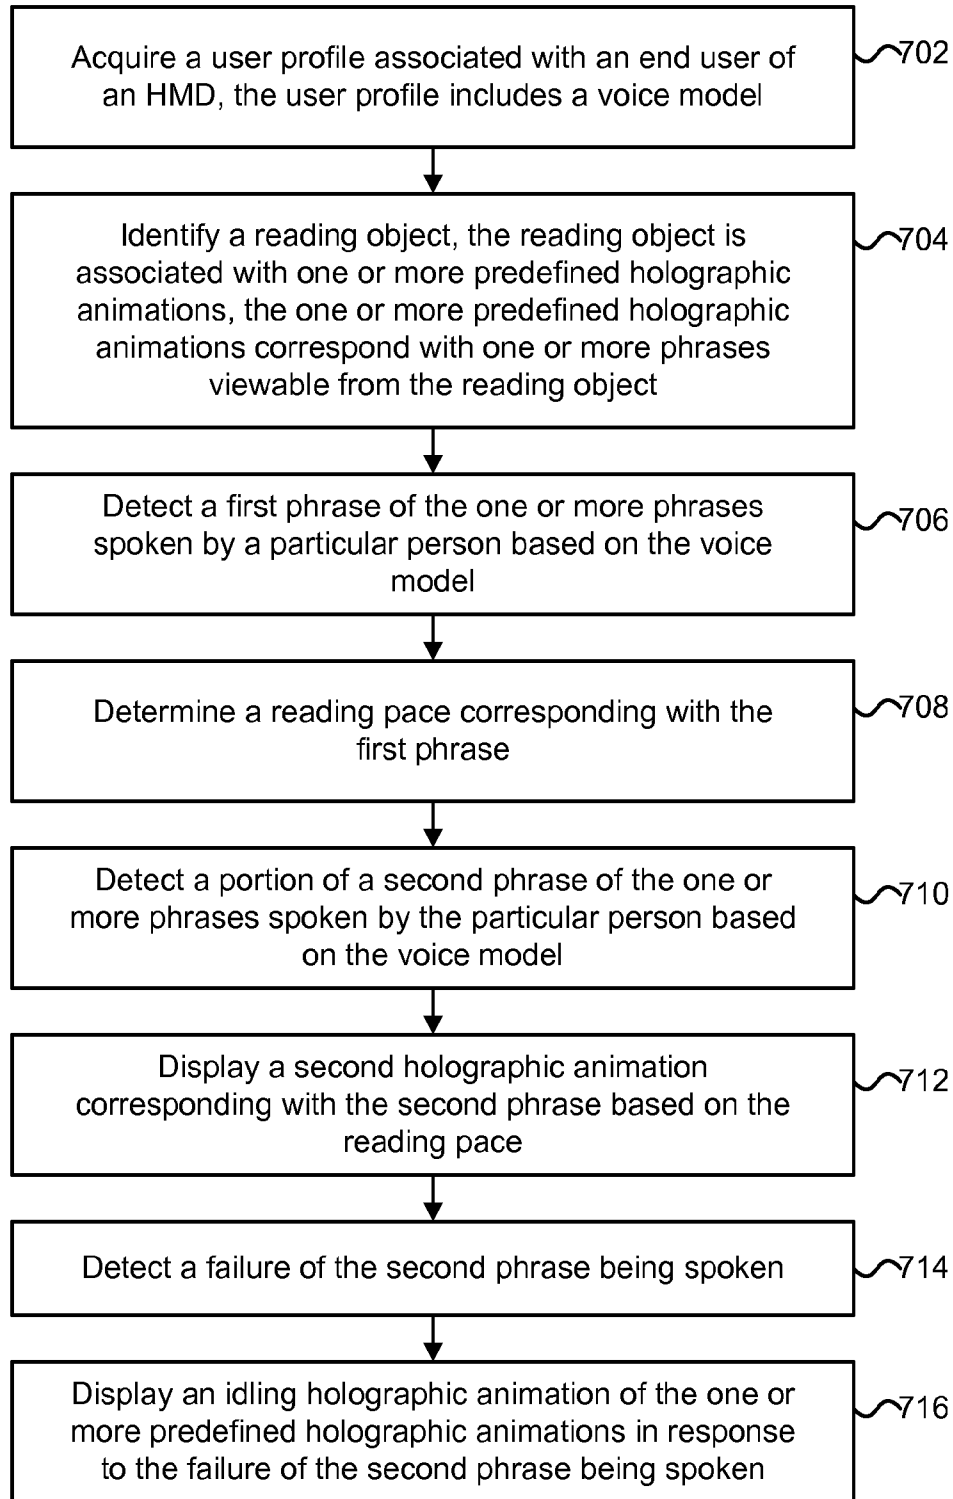 Acquire a user profile associated with an end user of
an HMD, the user profile includes a voice model
702
Identify a reading object, the reading object is
associated with one or more predefined holographic
animations, the one or more predefined holographic
animations correspond with one or more phrases
viewable from the reading object
704
Detect a first phrase of the one or more phrases
spoken by a particular person based on the voice
model
706
Determine a reading pace corresponding with the
first phrase
708
Detect a portion of a second phrase of the one or
more phrases spoken by the particular person based
on the voice model
710
Display a second holographic animation
corresponding with the second phrase based on the
reading pace
712
Detect a failure of the second phrase being spoken
714
Display an idling holographic animation of the one or
more predefined holographic animations in response
to the failure of the second phrase being spoken
716